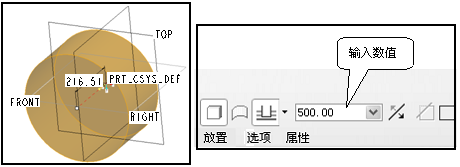 TOP
216.51
PRT_CSYS_DEF
FRONT
RIGHT
输入数值
500.00
放置 选项 属性